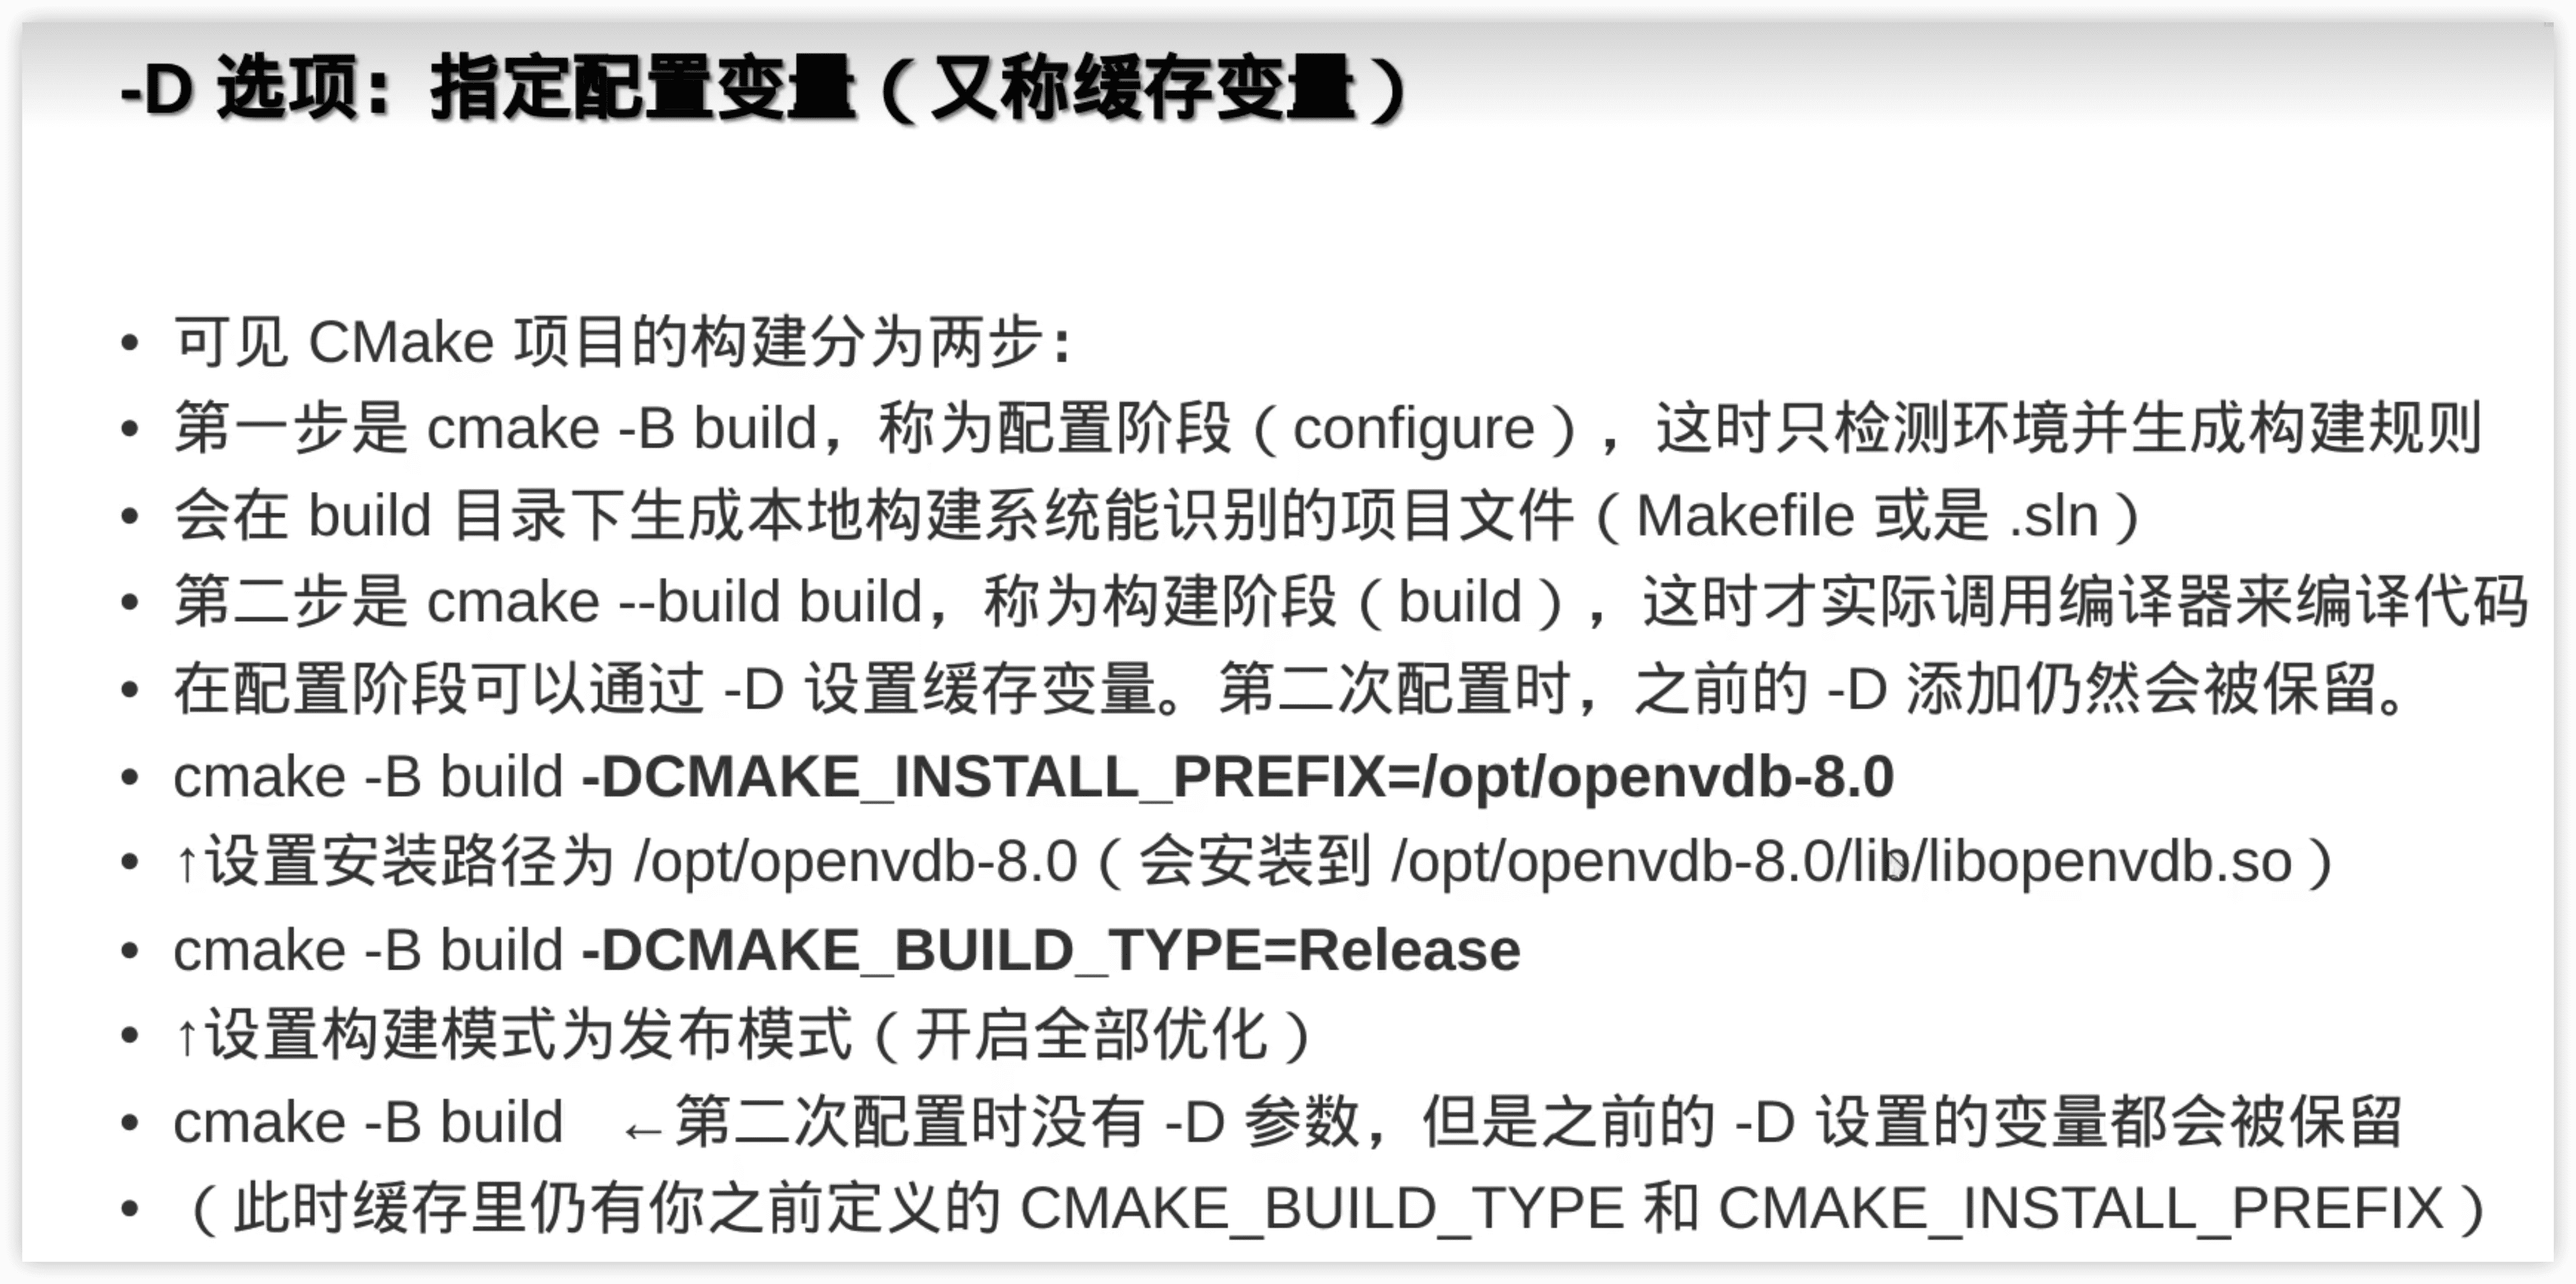 -D 选项：指定配置变量（又称缓存变量）
• 可见 CMake 项目的构建分为两步：
• 第一步是 cmake -B build，称为配置阶段（configure），这时只检测环境并生成构建规则
• 会在 build 目录下生成本地构建系统能识别的项目文件（Makefile 或是 .sln）
• 第二步是 cmake --build build，称为构建阶段（build），这时才实际调用编译器来编译代码
• 在配置阶段可以通过 -D 设置缓存变量。第二次配置时，之前的 -D 添加仍然会被保留。
• cmake -B build -DCMAKE_INSTALL_PREFIX=/opt/openvdb-8.0
• ↑设置安装路径为 /opt/openvdb-8.0（会安装到 /opt/openvdb-8.0/lib/libopenvdb.so）
• cmake -B build -DCMAKE_BUILD_TYPE=Release
• ↑设置构建模式为发布模式（开启全部优化）
• cmake -B build ←第二次配置时没有 -D 参数，但是之前的 -D 设置的变量都会被保留
• （此时缓存里仍有你之前定义的 CMAKE_BUILD_TYPE 和 CMAKE_INSTALL_PREFIX）